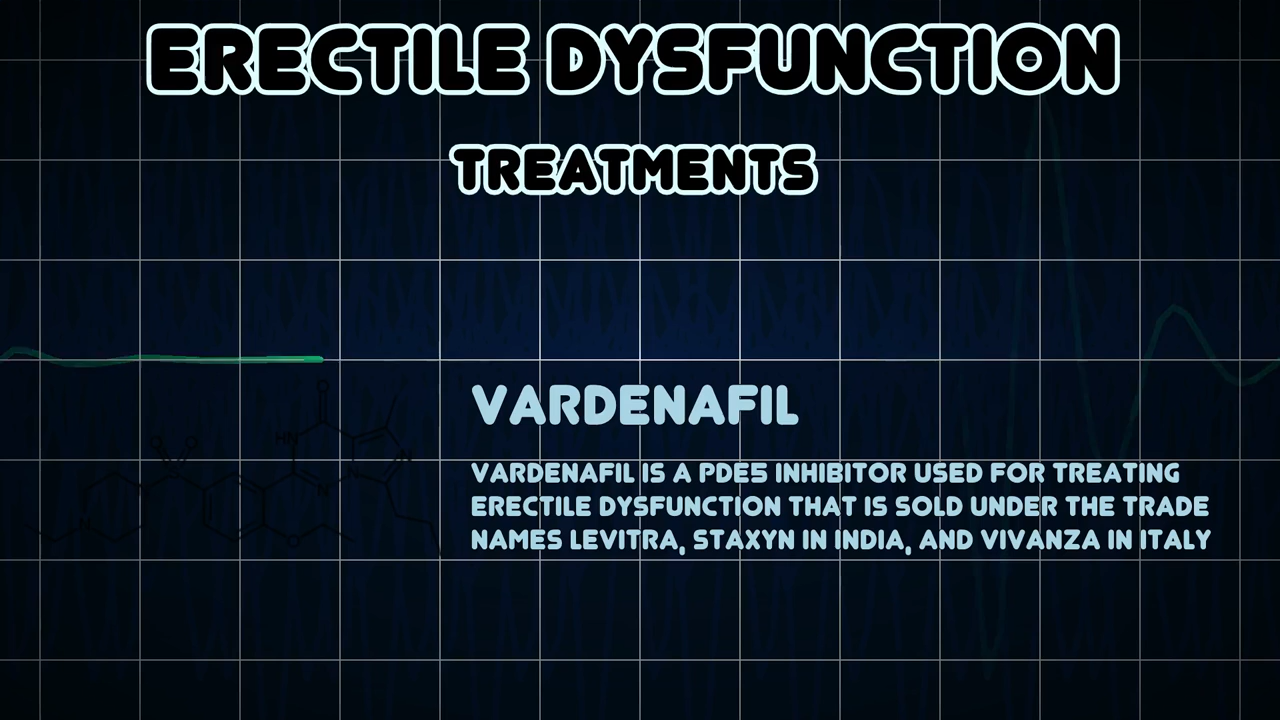 ERECTILE DYSFUNCTION
TREATMENTS
VARDENAFIL
VARDENAFIL IS A PDE5 INHIBITOR USED FOR TREATING
ERECTILE DYSFUNCTION THAT IS SOLD UNDER THE TRADE
NAMES LEVITRA, STAXYN IN INDIA, AND VIVANZA IN ITALY